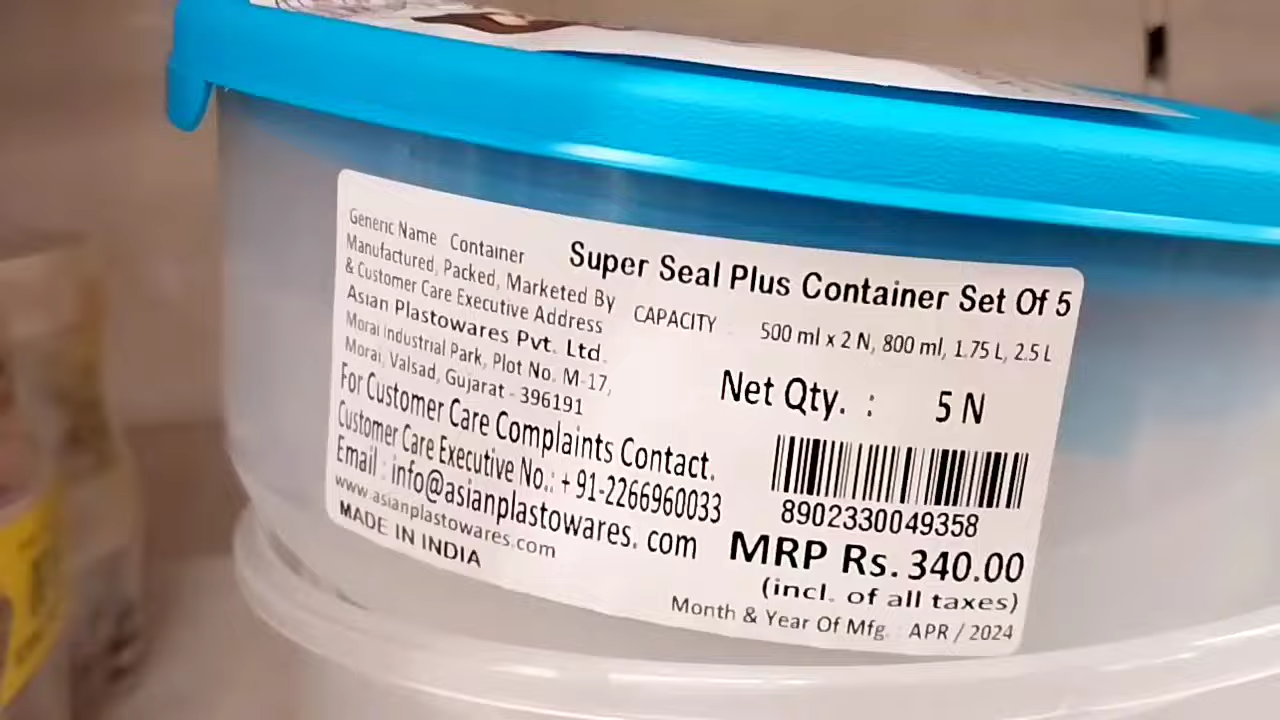 Generic Name Container
Manufactured, Packed, Marketed By
& Customer Care Executive Address
Asian Plastowares Pvt. Ltd.
Morai Industrial Park, Plot No. M-17,
Morai, Valsad, Gujarat - 396191
For Customer Care Complaints Contact.
Customer Care Executive No.: +91-2266960033
Email : info@asianplastowares. com
www.asianplastowares.com
MADE IN INDIA
Super Seal Plus Container Set Of 5
CAPACITY : 500 ml x 2 N, 800 ml, 1.75 L, 2.5 L
Net Qty. : 5 N
8902330049358
MRP Rs. 340.00
(incl. of all taxes)
Month & Year Of Mfg. APR / 2024